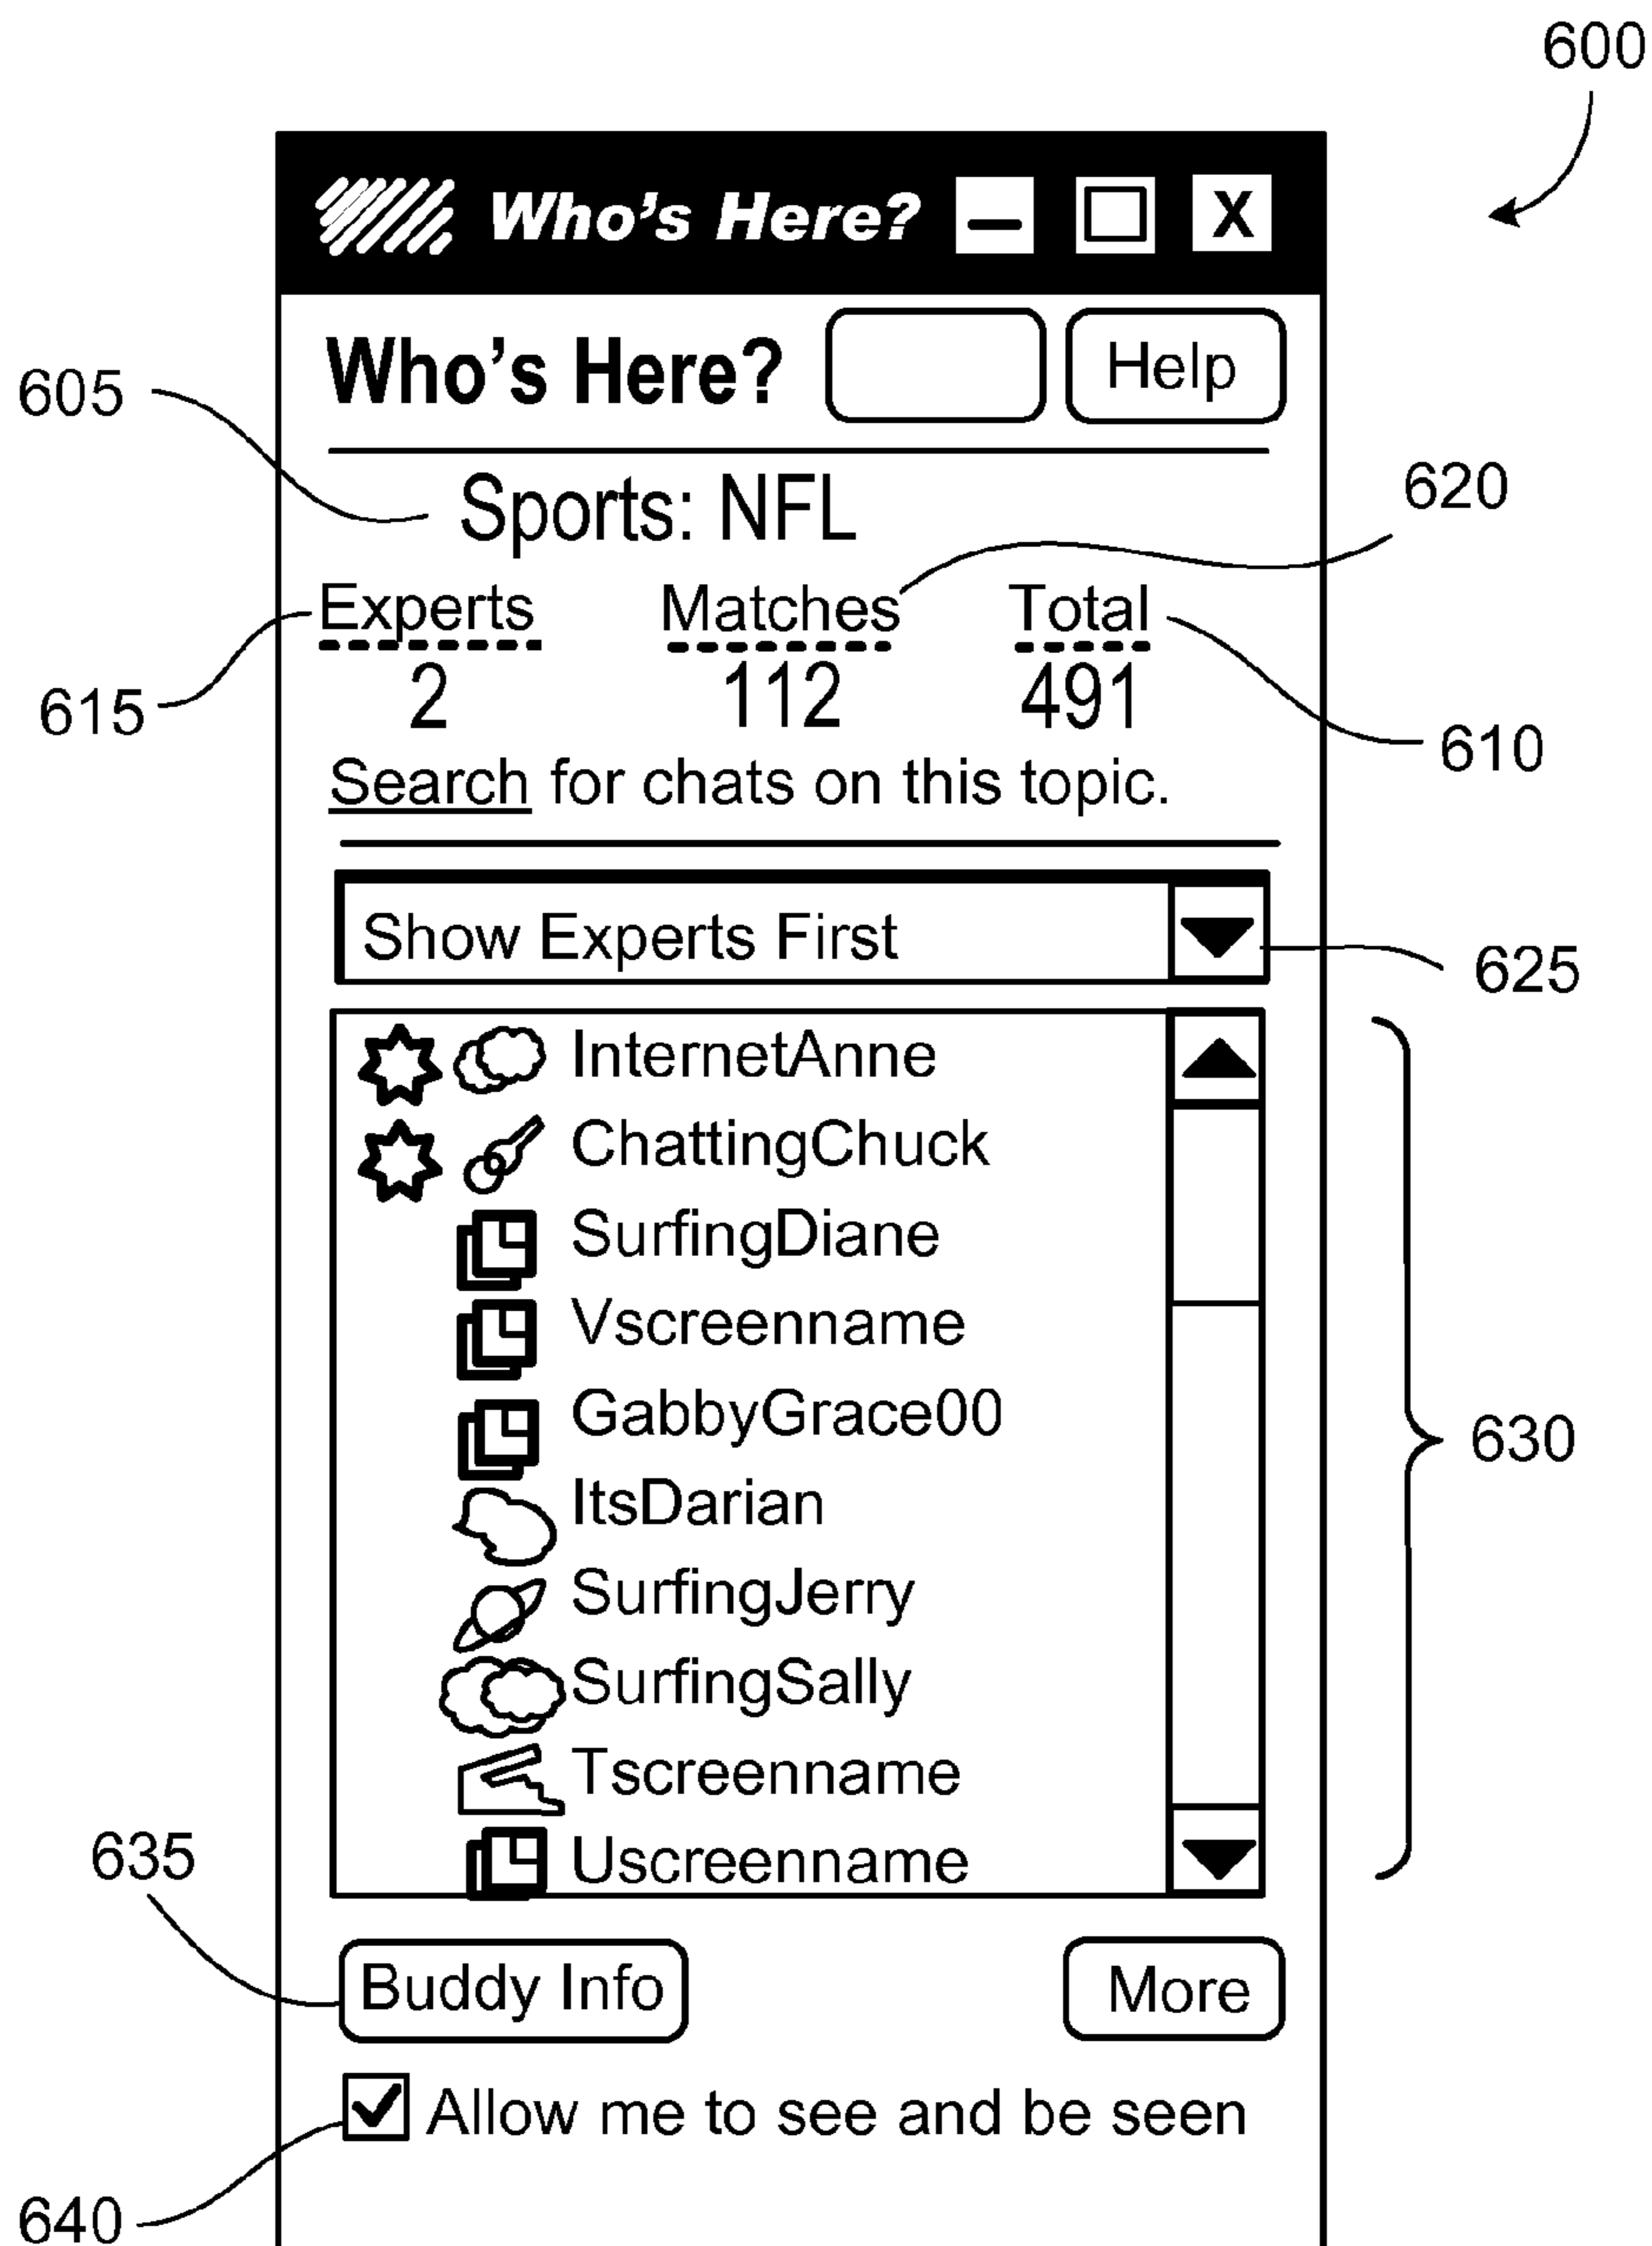 600
Who's Here? X
Who's Here? Help
605
Sports: NFL
620
Experts Matches Total
2 112 491
615
610
Search for chats on this topic.
Show Experts First
625
InternetAnne
ChattingChuck
SurfingDiane
Vscreenname
GabbyGrace00
630
ItsDarian
SurfingJerry
SurfingSally
Tscreenname
635
Uscreenname
Buddy Info More
Allow me to see and be seen
640